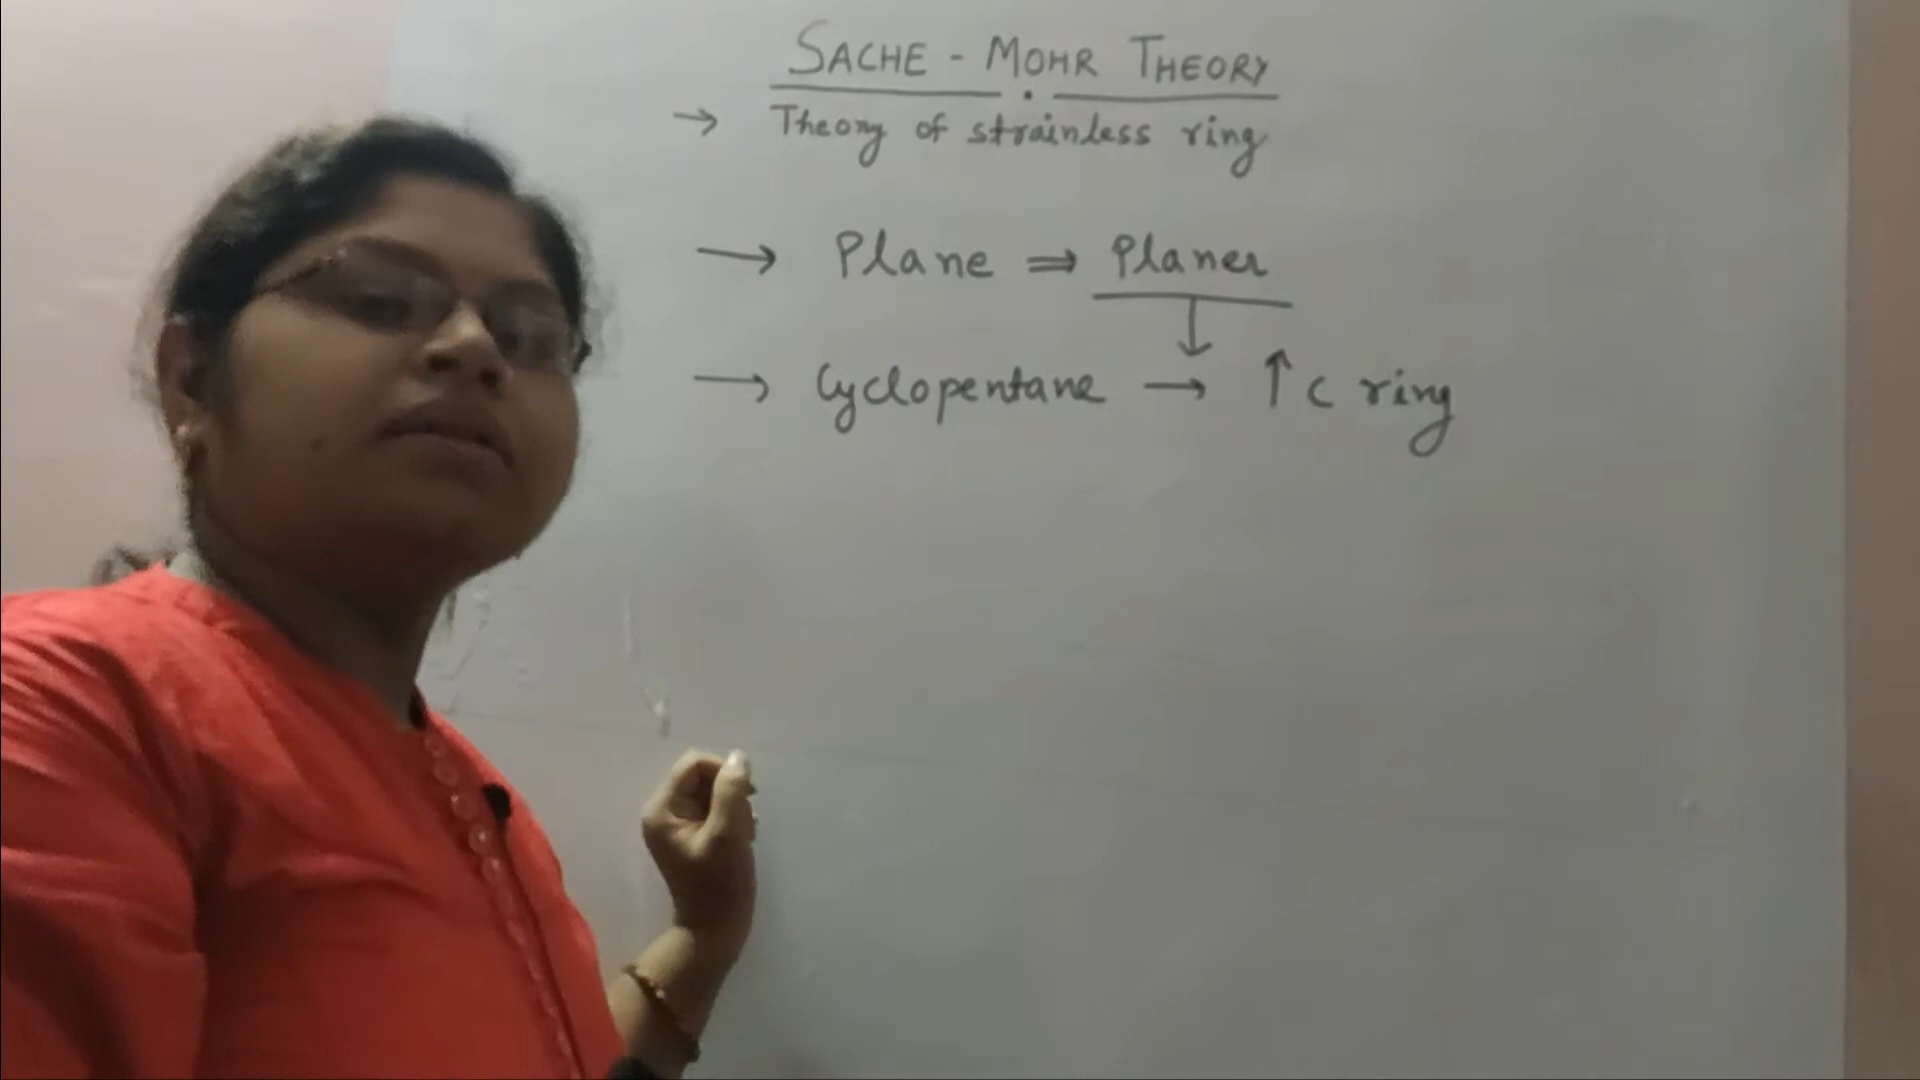 SACHE - MOHR THEORY
→ Theory of strainless ring
→ Plane ⇒ Planer
↓
→ Cyclopentane → ↑ C ring